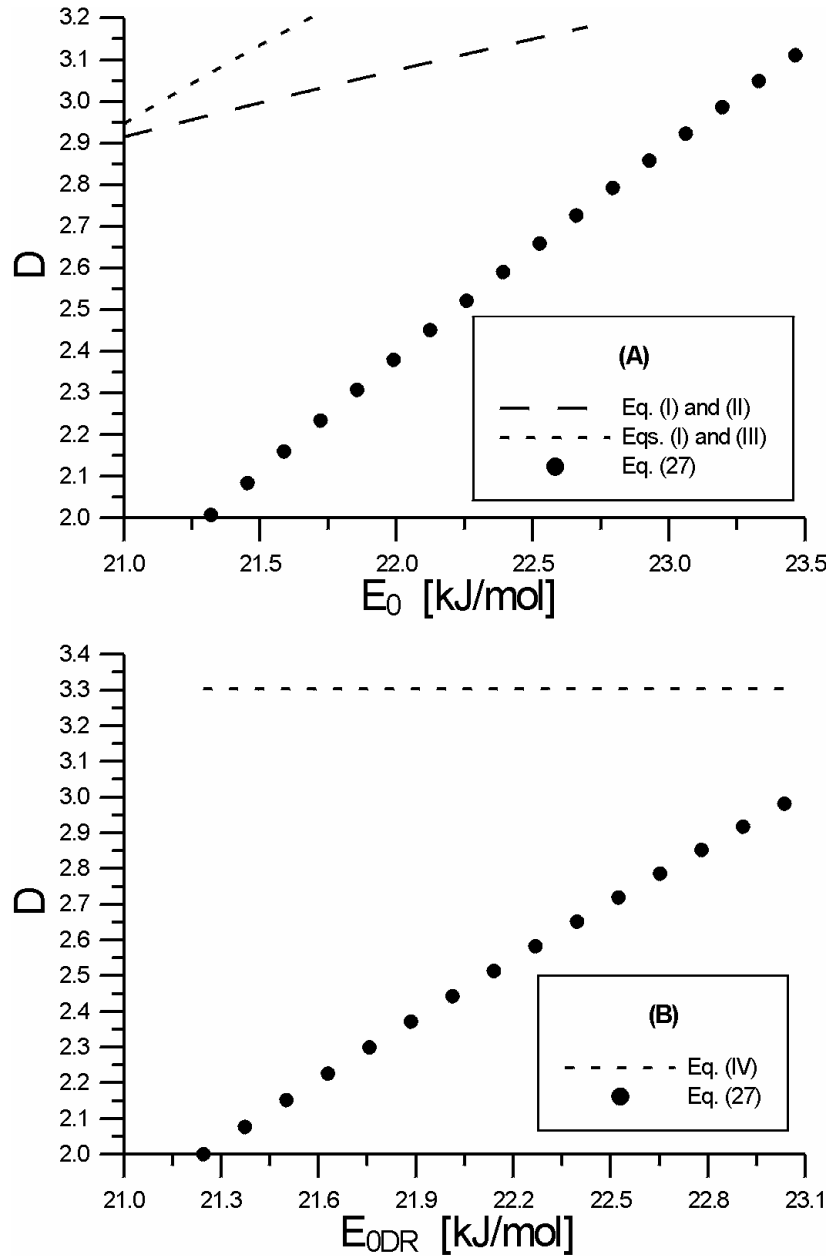 3.2
3.1
3.0
2.9
2.8
2.7
2.6
2.5
2.4
2.3
2.2
2.1
2.0
D
(A)
Eq. (I) and (II)
Eqs. (I) and (III)
Eq. (27)
21.0 21.5 22.0 22.5 23.0 23.5
E0 [kJ/mol]
3.4
3.3
3.2
3.1
3.0
2.9
2.8
2.7
2.6
2.5
2.4
2.3
2.2
2.1
2.0
D
(B)
Eq. (IV)
Eq. (27)
21.0 21.3 21.6 21.9 22.2 22.5 22.8 23.1
E0DR [kJ/mol]